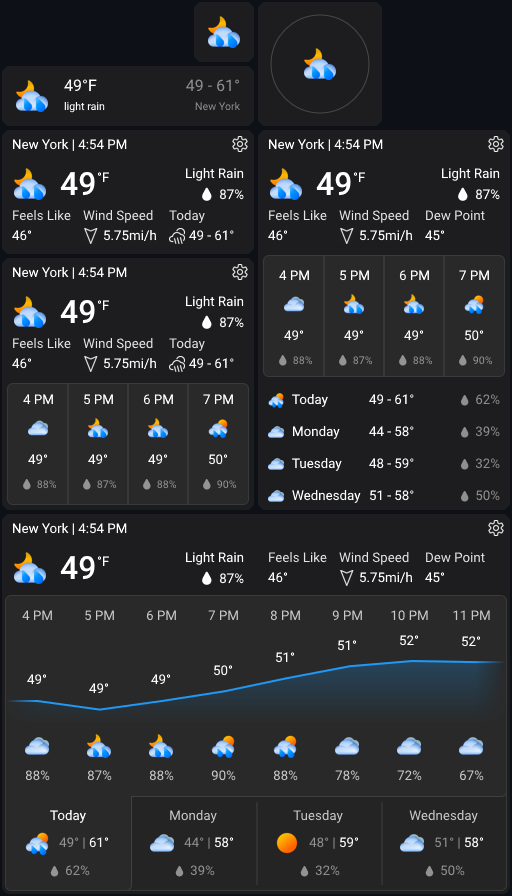 49°F
49 - 61°
light rain
New York
New York | 4:54 PM
49°F
Light Rain
87%
Feels Like Wind Speed Today
46° 5.75mi/h 49 - 61°
New York | 4:54 PM
49°F
Light Rain
87%
Feels Like Wind Speed Dew Point
46° 5.75mi/h 45°
4 PM 5 PM 6 PM 7 PM
49° 49° 49° 50°
88% 87% 88% 90%
Today 49 - 61° 62%
Monday 44 - 58° 39%
Tuesday 48 - 59° 32%
Wednesday 51 - 58° 50%
New York | 4:54 PM
49°F
Light Rain
87%
Feels Like Wind Speed Today
46° 5.75mi/h 49 - 61°
4 PM 5 PM 6 PM 7 PM
49° 49° 49° 50°
88% 87% 88% 90%
New York | 4:54 PM
49°F
Light Rain
87%
Feels Like Wind Speed Dew Point
46° 5.75mi/h 45°
4 PM 5 PM 6 PM 7 PM 8 PM 9 PM 10 PM 11 PM
49° 49° 49° 50° 51° 51° 52° 52°
88% 87% 88% 90% 88% 78% 72% 67%
Today Monday Tuesday Wednesday
49° | 61° 44° | 58° 48° | 59° 51° | 58°
62% 39% 32% 50%